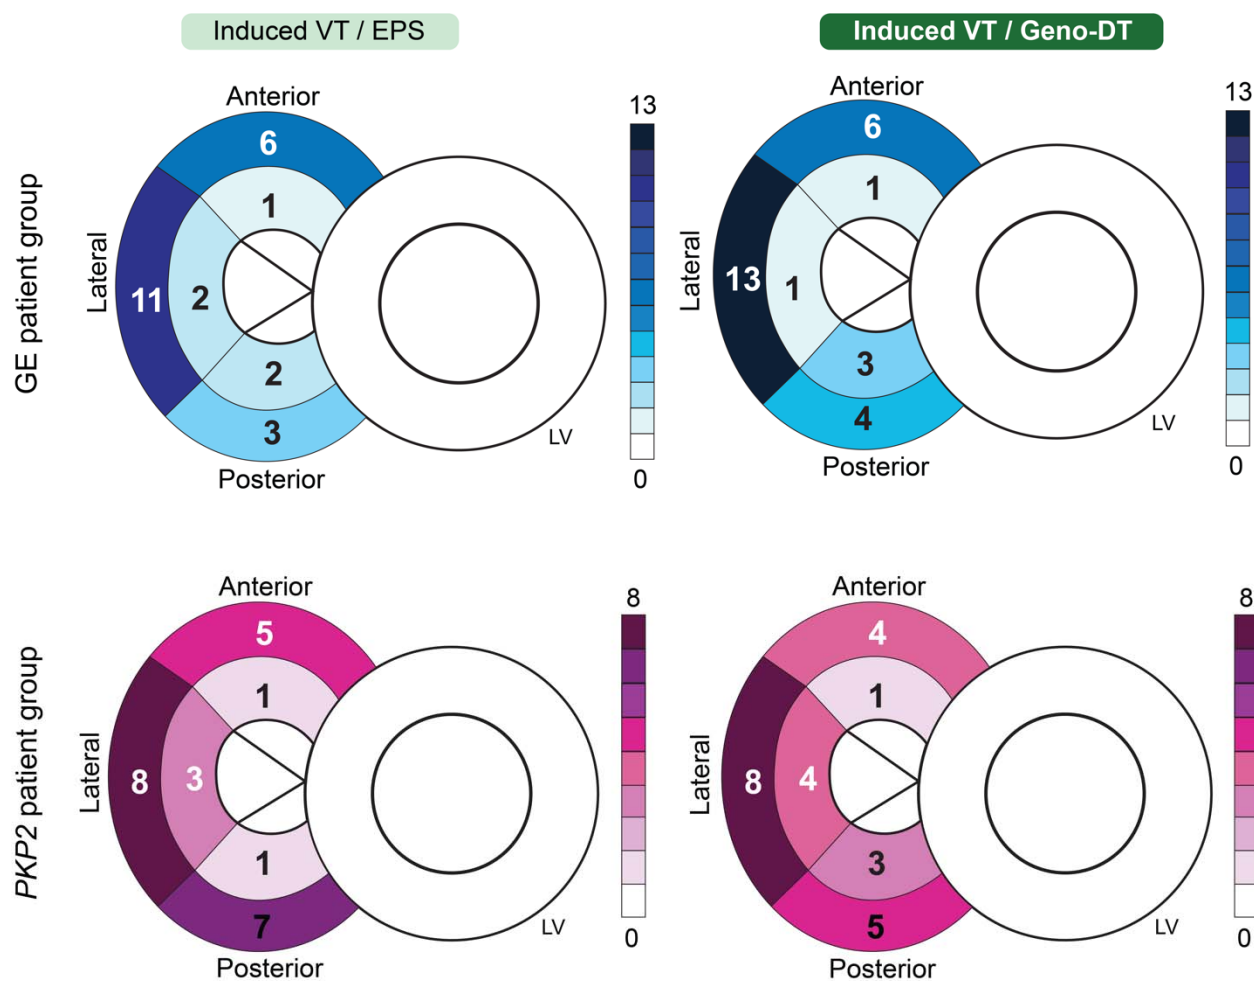 Induced VT / EPS
Induced VT / Geno-DT
GE patient group
Anterior
6
1
Lateral
11
2
2
3
Posterior
LV
13
0
Anterior
6
1
Lateral
13
1
3
4
Posterior
LV
13
0
PKP2 patient group
Anterior
5
1
Lateral
8
3
1
7
Posterior
LV
8
0
Anterior
4
1
Lateral
8
4
3
5
Posterior
LV
8
0